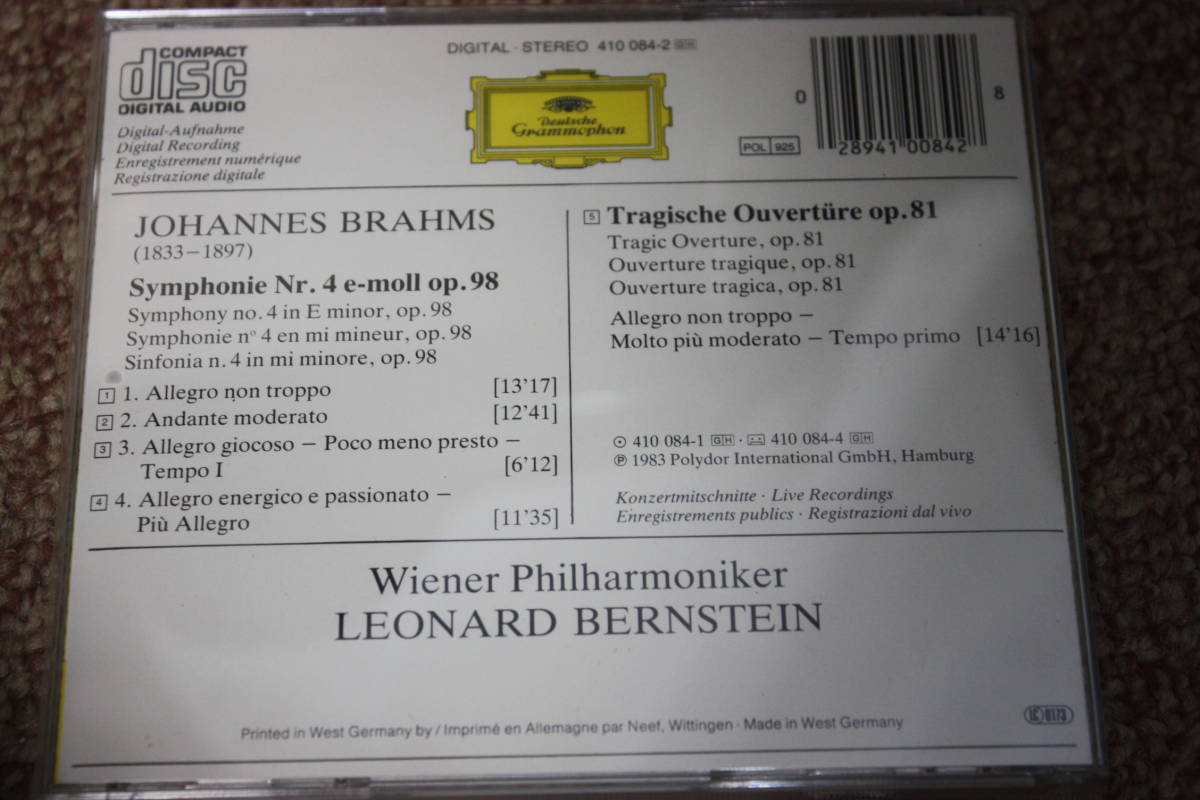 COMPACT
disc
DIGITAL AUDIO
Digital-Aufnahme
Digital Recording
Enregistrement numérique
Registrazione digitale
DIGITAL · STEREO 410 084-2 GH
Deutsche
Grammophon
POL 925
0 28941 00842 8
JOHANNES BRAHMS
(1833–1897)
Symphonie Nr. 4 e-moll op. 98
Symphony no. 4 in E minor, op. 98
Symphonie nº 4 en mi mineur, op. 98
Sinfonia n. 4 in mi minore, op. 98
1 1. Allegro non troppo [13'17]
2 2. Andante moderato [12'41]
3 3. Allegro giocoso – Poco meno presto –
Tempo I [6'12]
4 4. Allegro energico e passionato –
Più Allegro [11'35]
5 Tragische Ouvertüre op. 81
Tragic Overture, op. 81
Ouverture tragique, op. 81
Ouverture tragica, op. 81
Allegro non troppo –
Molto più moderato – Tempo primo [14'16]
410 084-1 GH · 410 084-4 GH
℗ 1983 Polydor International GmbH, Hamburg
Konzertmitschnitte · Live Recordings
Enregistrements publics · Registrazioni dal vivo
Wiener Philharmoniker
LEONARD BERNSTEIN
Printed in West Germany by / Imprimé en Allemagne par Neef, Wittingen · Made in West Germany
LC 0173